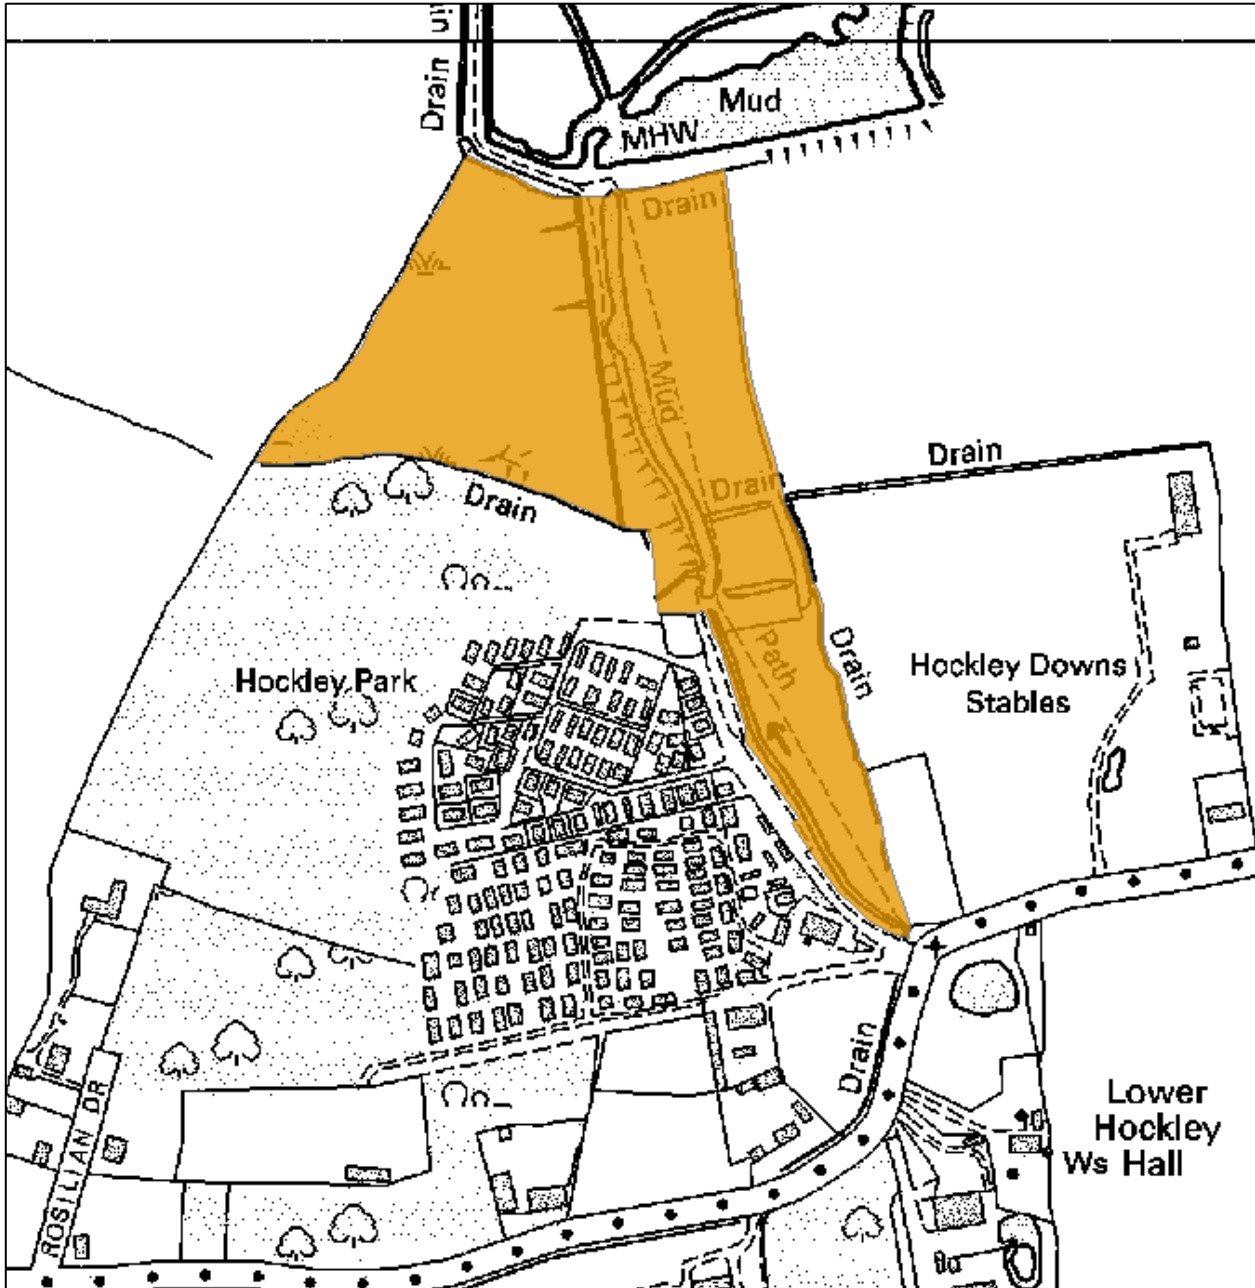 in
Drain
Mud
MHW
Drain
Mud
Drain
Drain
Drain
Path
Drain
Hockley Park
Hockley Downs
Stables
Drain
Lower
Hockley
Ws Hall
ROSILIAN DR